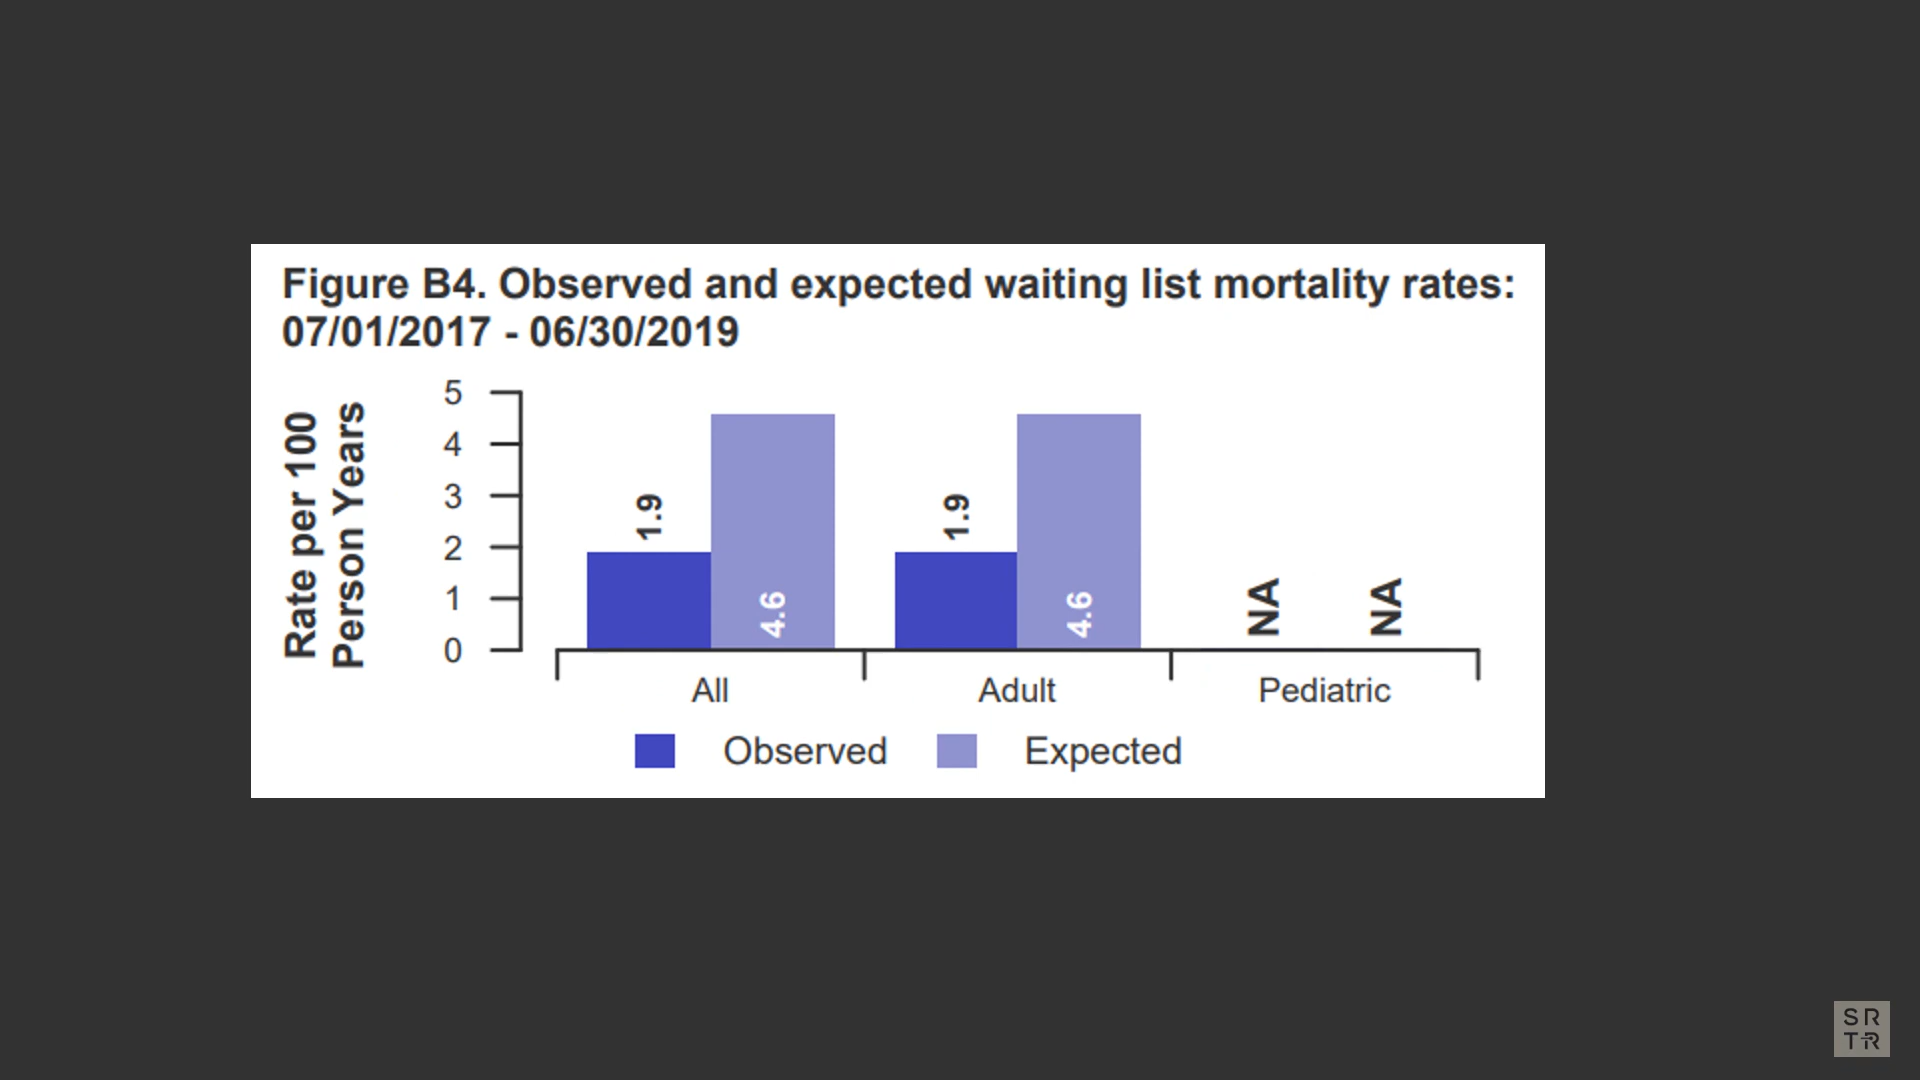 Figure B4. Observed and expected waiting list mortality rates:
07/01/2017 - 06/30/2019
Rate per 100
Person Years
5
4
3
2
1
0
1.9
4.6
1.9
4.6
NA
NA
All
Adult
Pediatric
Observed
Expected
SR
TR